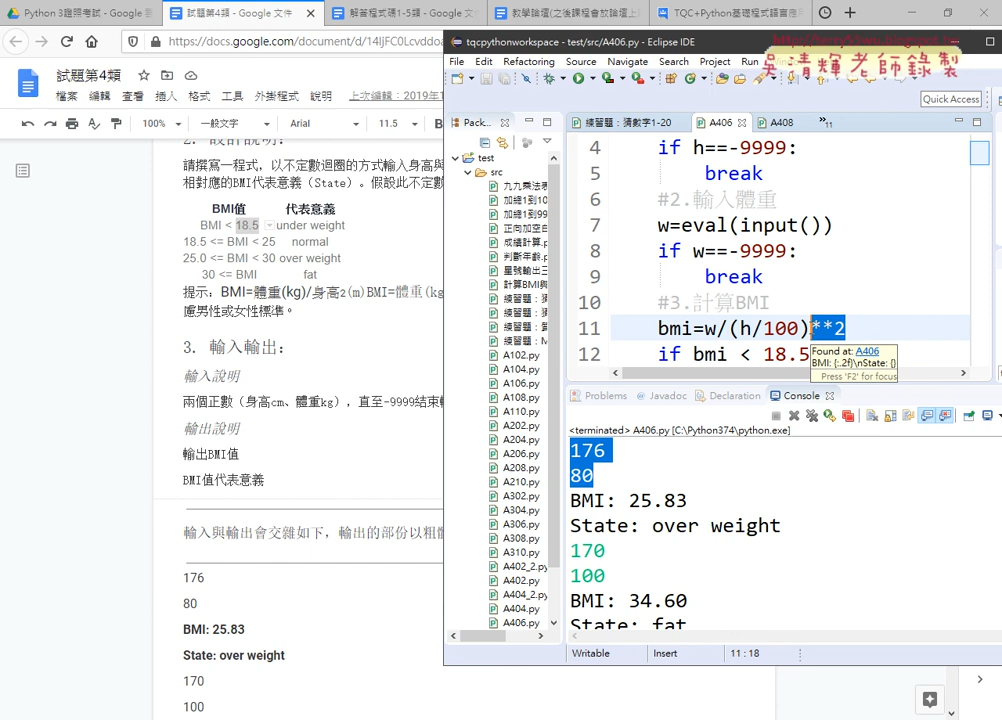 Python 3證照考試 - Google 雲
試題第4類 - Google 文件
解答程式碼1-5類 - Google 文
教學論壇(之後課程會放論壇上
TQC+Python基礎程式語言應
https://docs.google.com/document/d/14IjFC0Lcvddoa
試題第4類
檔案 編輯 查看 插入 格式 工具 外掛程式 說明 上次編輯：2019年1
100% 一般文字 Arial 11.5 B
2. 設計說明：
請撰寫一程式，以不定數迴圈的方式輸入身高與
相對應的BMI代表意義（State）。假設此不定數
BMI值 代表意義
BMI < 18.5 under weight
18.5 <= BMI < 25 normal
25.0 <= BMI < 30 over weight
30 <= BMI fat
提示：BMI=體重(kg)/身高2(m)BMI=體重(kg
慮男性或女性標準。
3. 輸入輸出：
輸入說明
兩個正數（身高cm、體重kg），直至-9999結束輸
輸出說明
輸出BMI值
BMI值代表意義
輸入與輸出會交雜如下，輸出的部份以粗體
176
80
BMI: 25.83
State: over weight
170
100
tqcpythonworkspace - test/src/A406.py - Eclipse IDE
吳清輝老師錄製
File Edit Refactoring Source Navigate Search Project Run
Quick Access
Pack...
test
src
九九乘法表
加總1到10
加總1到99
正向加空白
成績計算.p
判斷年齡.p
星號輸出三
計算BMI與
練習題：猜
練習題：猜
練習題：算
練習題：M
A102.py
A104.py
A106.py
A108.py
A110.py
A202.py
A204.py
A206.py
A208.py
A210.py
A302.py
A304.py
A306.py
A308.py
A310.py
A402_2.py
A402.py
A404_2.py
A404.py
A406.py
練習題：猜數字1-20 A406 A408 »11
4 if h==-9999:
5 break
6 #2.輸入體重
7 w=eval(input())
8 if w==-9999:
9 break
10 #3.計算BMI
11 bmi=w/(h/100)**2
12 if bmi < 18.5
Found at: A406
BMI: {:.2f}\nState: {}
Press 'F2' for focus
Problems Javadoc Declaration Console
<terminated> A406.py [C:\Python374\python.exe]
176
80
BMI: 25.83
State: over weight
170
100
BMI: 34.60
State: fat
Writable Insert 11 : 18